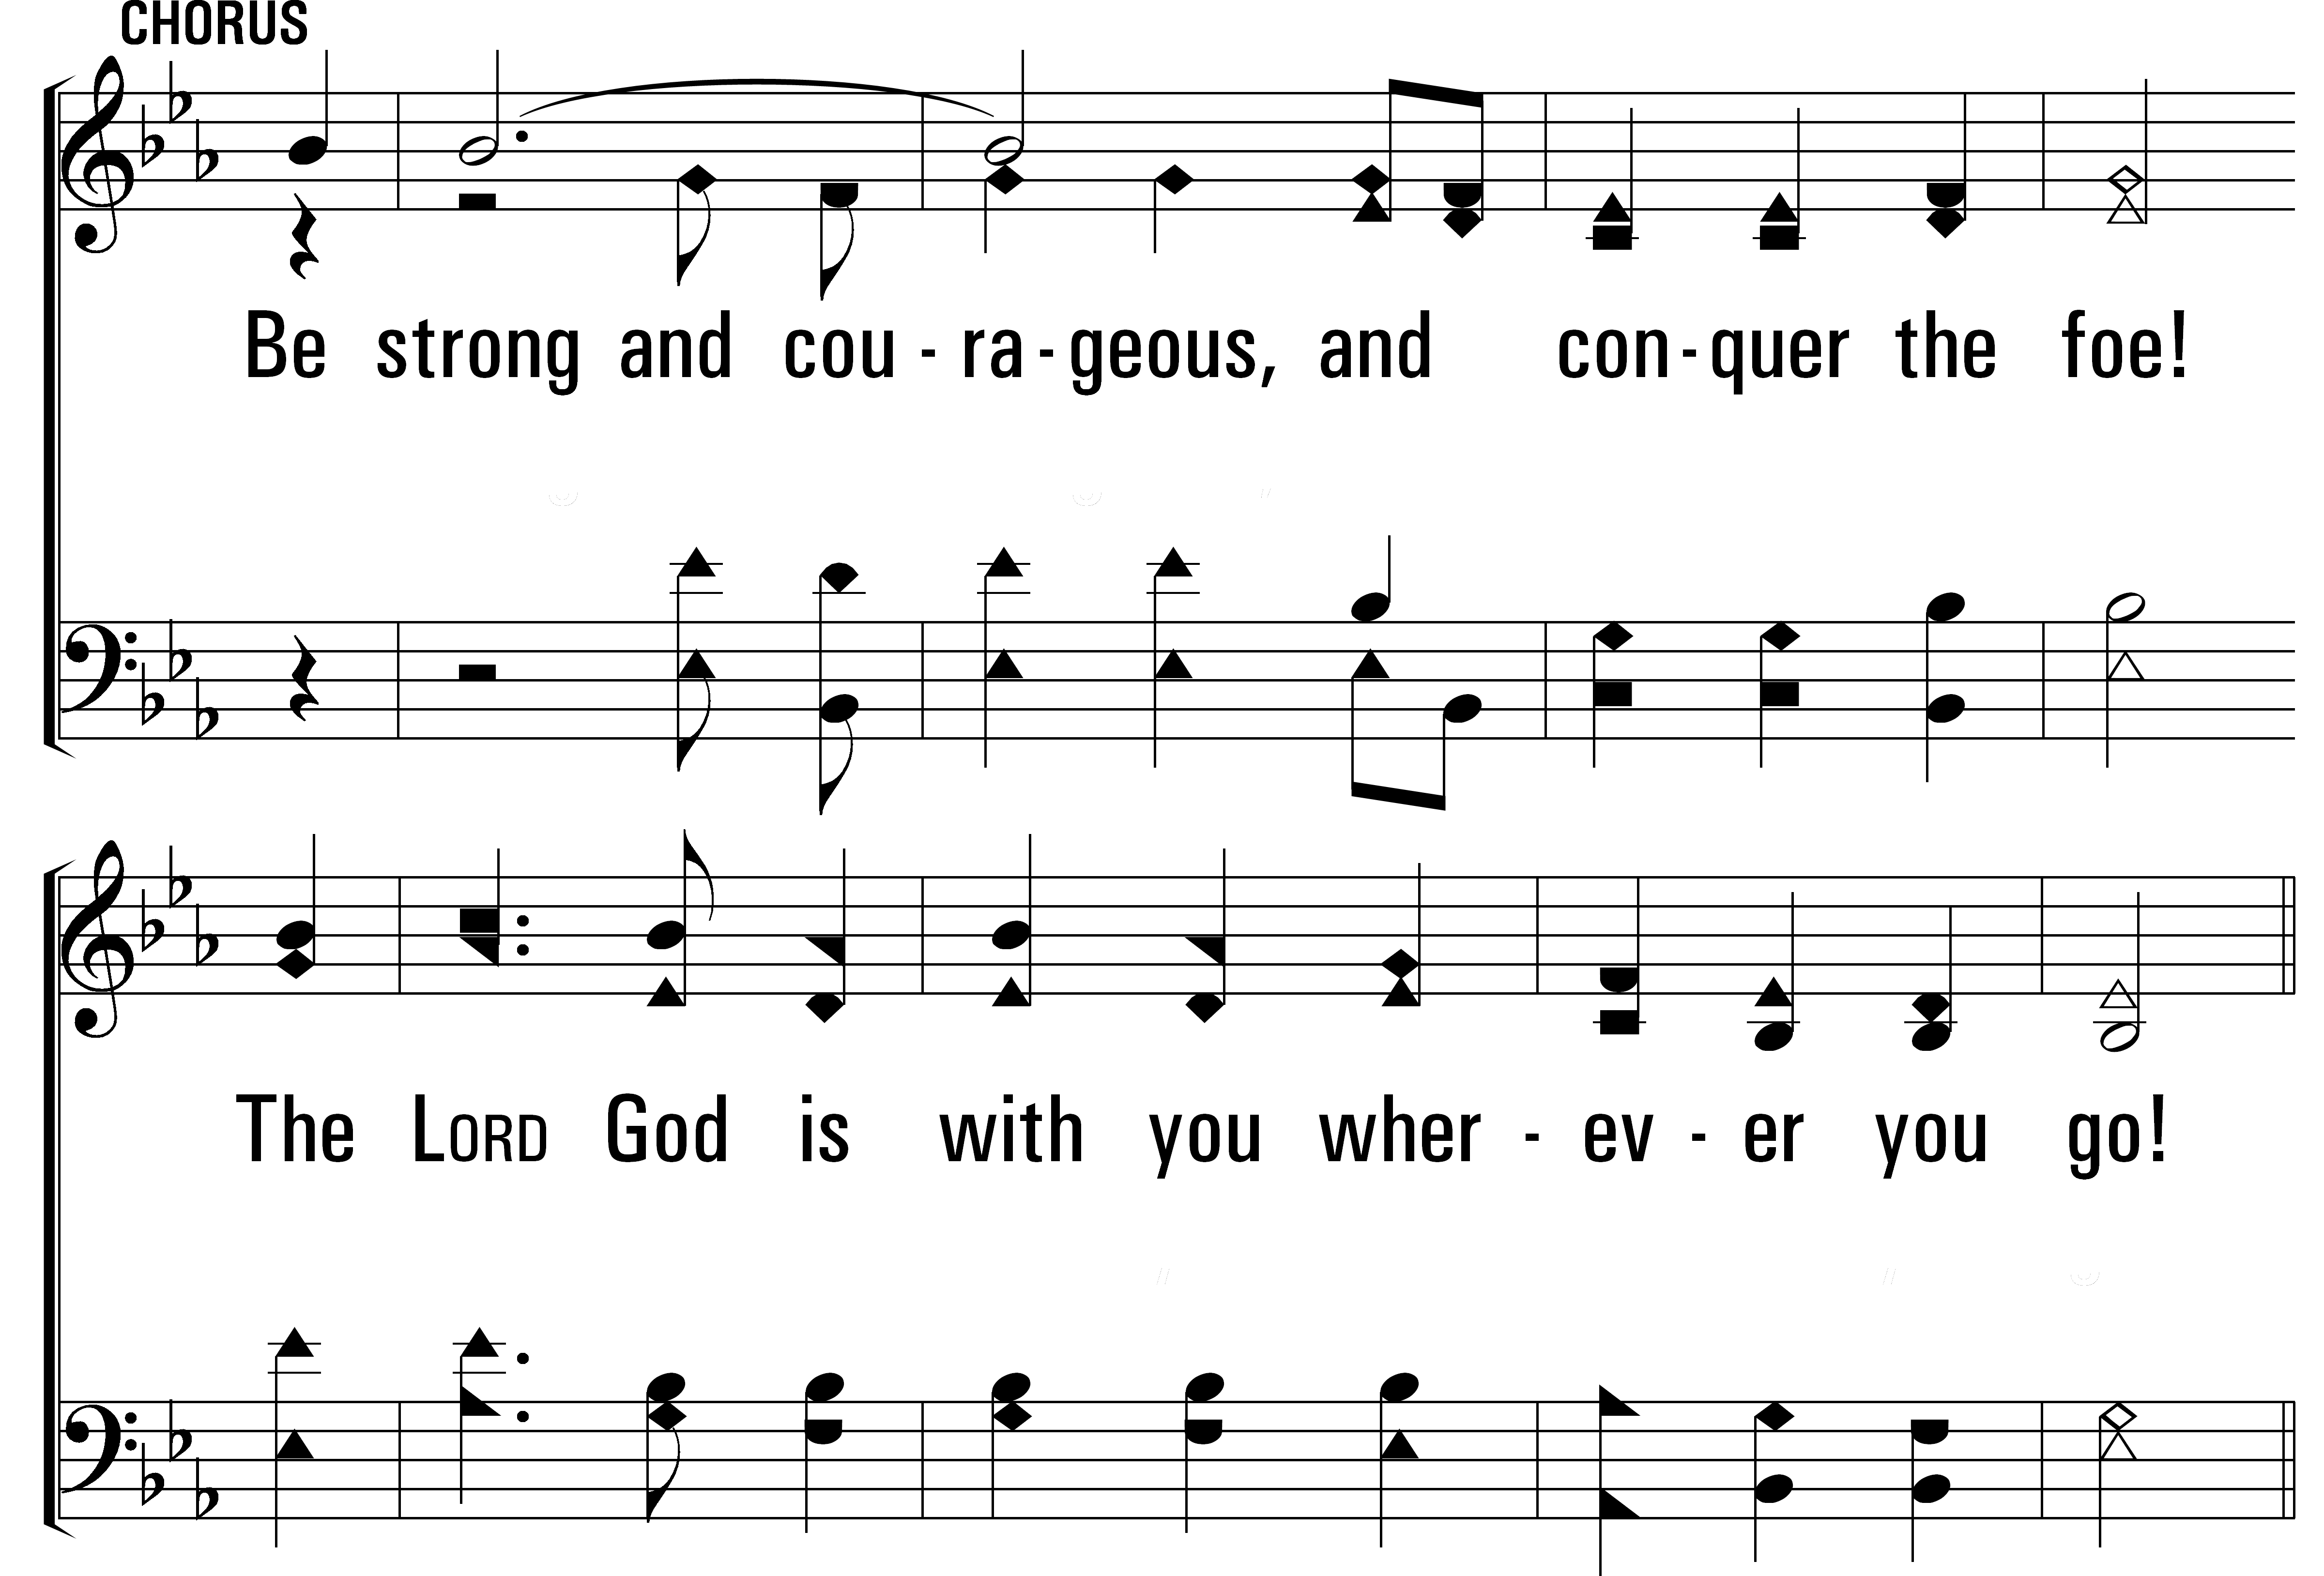 CHORUS
Be strong and cou - ra - geous, and con - quer the foe!
The LORD God is with you wher - ev - er you go!